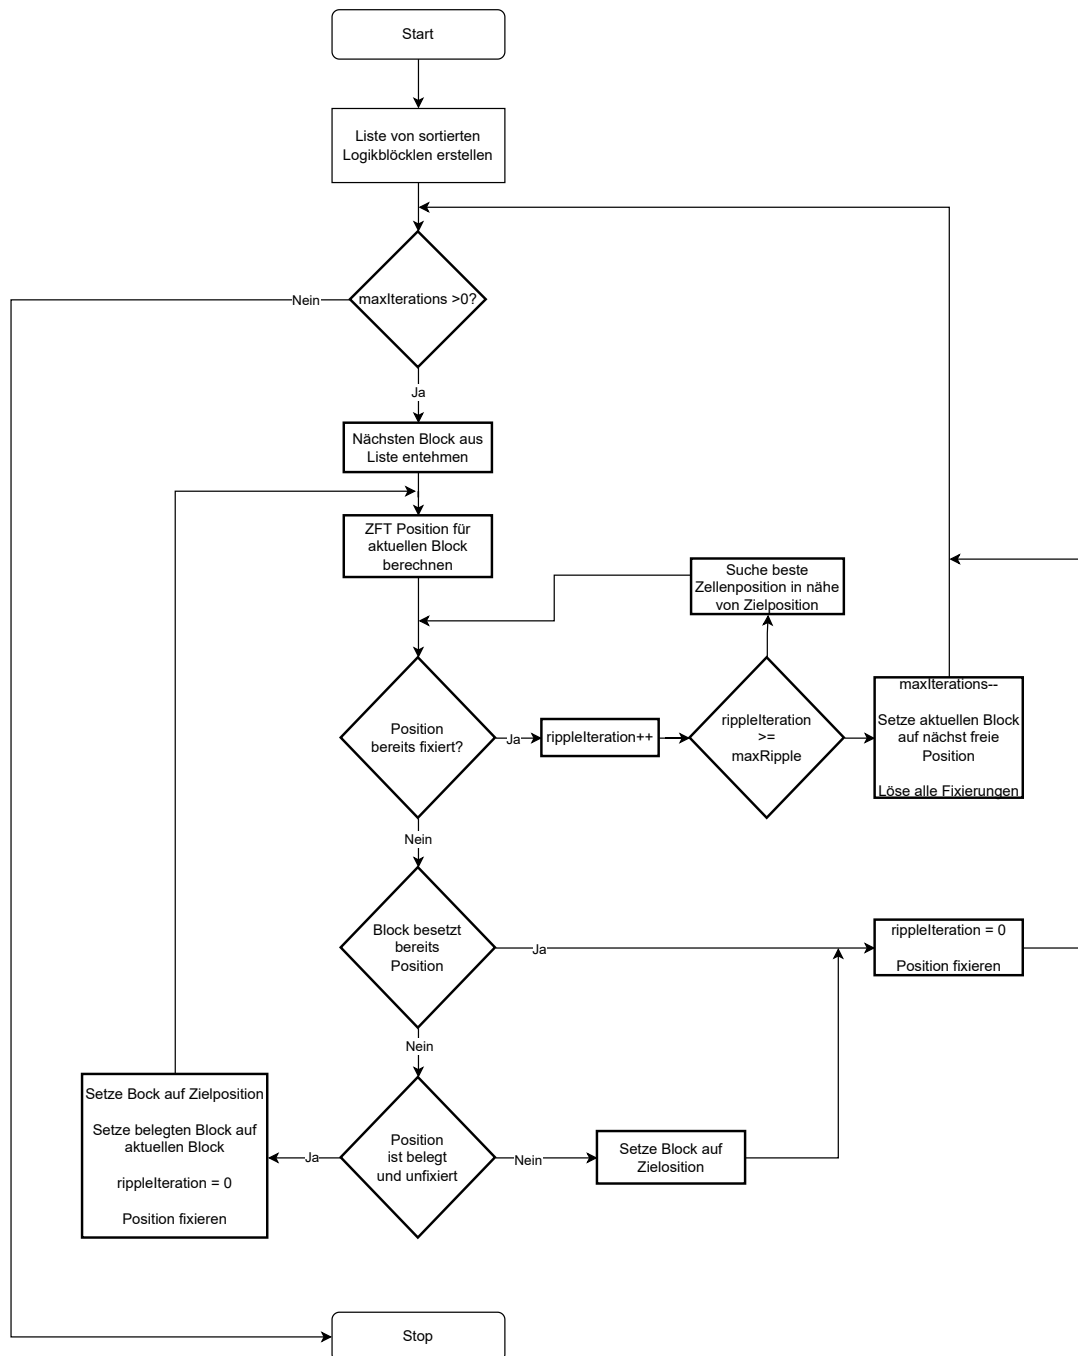 Start
Liste von sortierten
Logikblöcklen erstellen
maxIterations >0?
Nein
Ja
Nächsten Block aus
Liste entehmen
ZFT Position für
aktuellen Block
berechnen
Suche beste
Zellenposition in nähe
von Zielposition
Position
bereits fixiert?
Ja
rippleIteration++
rippleIteration
>=
maxRipple
maxIterations--
Setze aktuellen Block
auf nächst freie
Position
Löse alle Fixierungen
Nein
Block besetzt
bereits
Position
Ja
rippleIteration = 0
Position fixieren
Nein
Setze Bock auf Zielposition
Setze belegten Block auf
aktuellen Block
rippleIteration = 0
Position fixieren
Ja
Position
ist belegt
und unfixiert
Nein
Setze Block auf
Zielosition
Stop